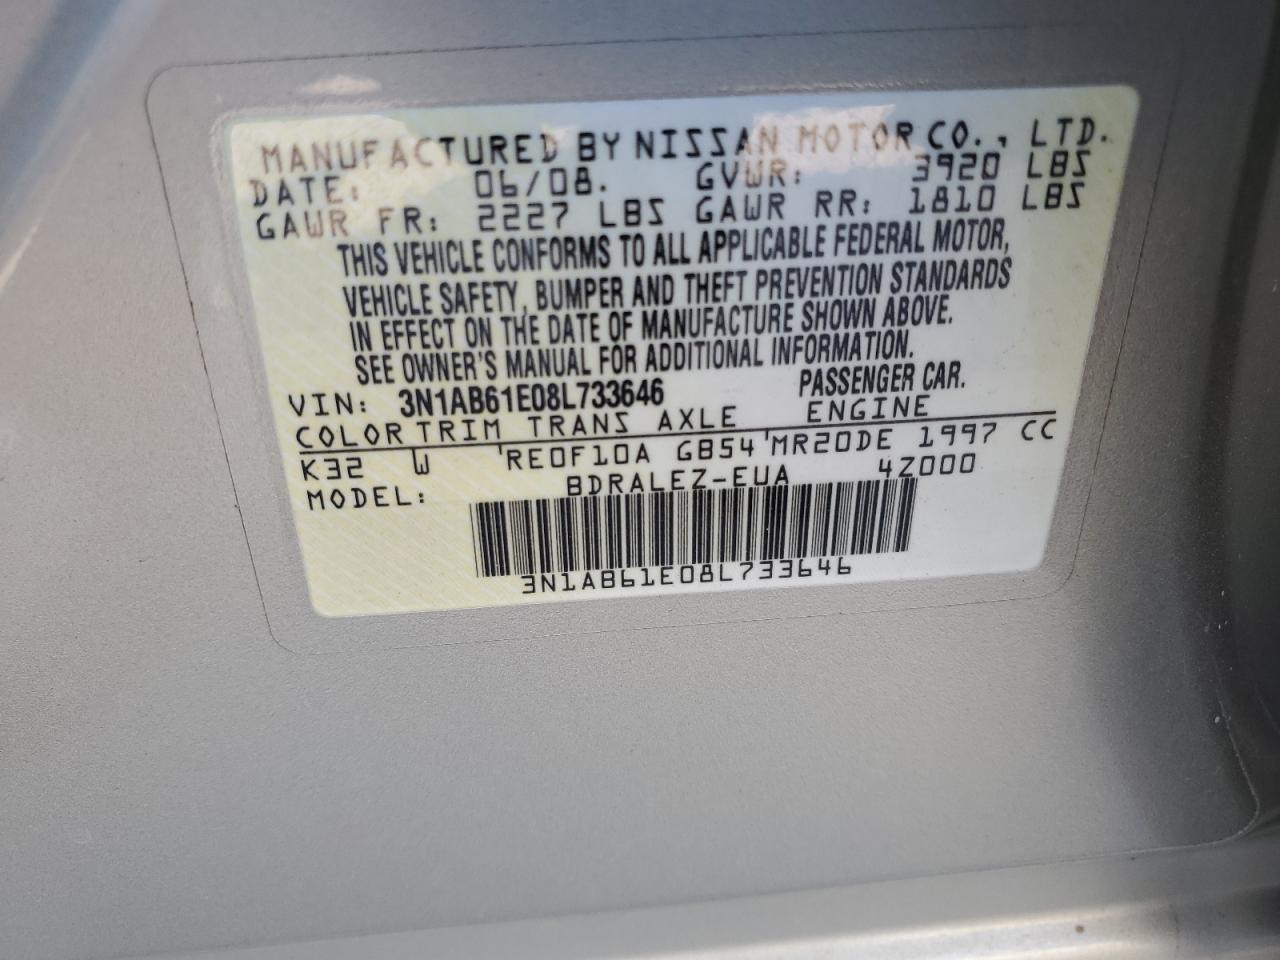 MANUFACTURED BY NISSAN MOTOR CO., LTD.
DATE: 06/08. GVWR: 3920 LBS
GAWR FR: 2227 LBS GAWR RR: 1810 LBS
THIS VEHICLE CONFORMS TO ALL APPLICABLE FEDERAL MOTOR,
VEHICLE SAFETY, BUMPER AND THEFT PREVENTION STANDARDS
IN EFFECT ON THE DATE OF MANUFACTURE SHOWN ABOVE.
SEE OWNER'S MANUAL FOR ADDITIONAL INFORMATION.
VIN: 3N1AB61E08L733646 PASSENGER CAR.
COLOR TRIM TRANS AXLE ENGINE
K32 W 'RE0F10A GB54 'MR20DE 1997 CC
MODEL: BDRALEZ-EUA 4Z000
3N1AB61E08L733646